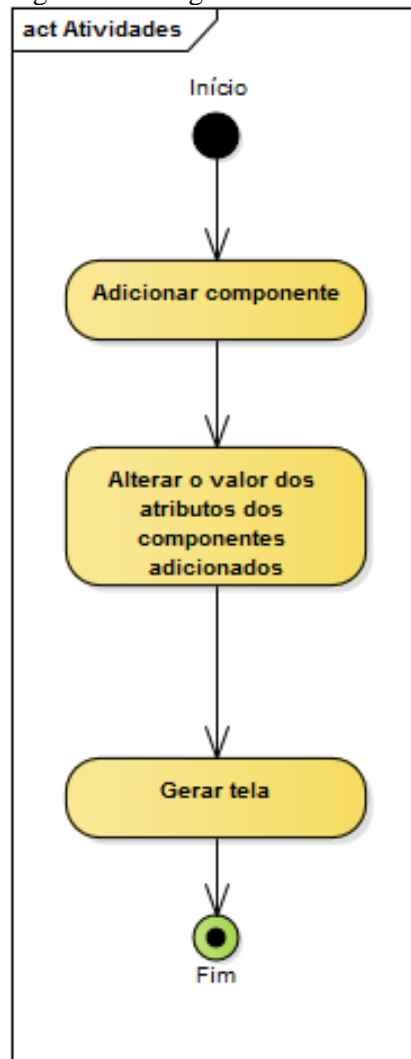 act Atividades
Início
Adicionar componente
Alterar o valor dos
atributos dos
componentes
adicionados
Gerar tela
Fim